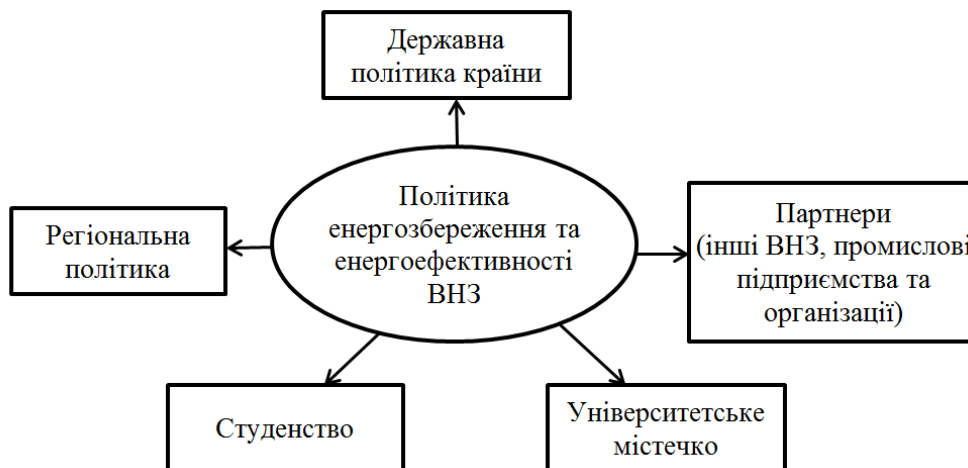 Державна
політика країни
Політика
енергозбереження та
енергоефективності
ВНЗ
Регіональна
політика
Партнери
(інші ВНЗ, промислові
підприємства та
організації)
Студенство
Університетське
містечко